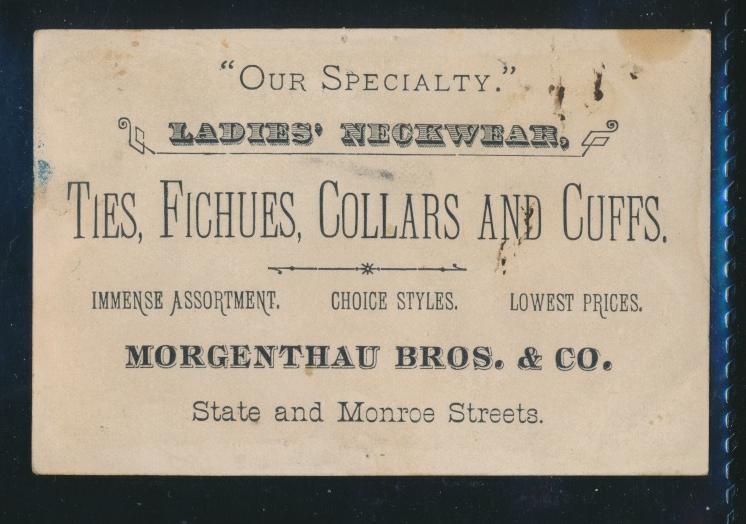 "Our Specialty."
LADIES' NECKWEAR,
Ties, Fichues, Collars and Cuffs.
IMMENSE ASSORTMENT. CHOICE STYLES. LOWEST PRICES.
MORGENTHAU BROS. & CO.
State and Monroe Streets.